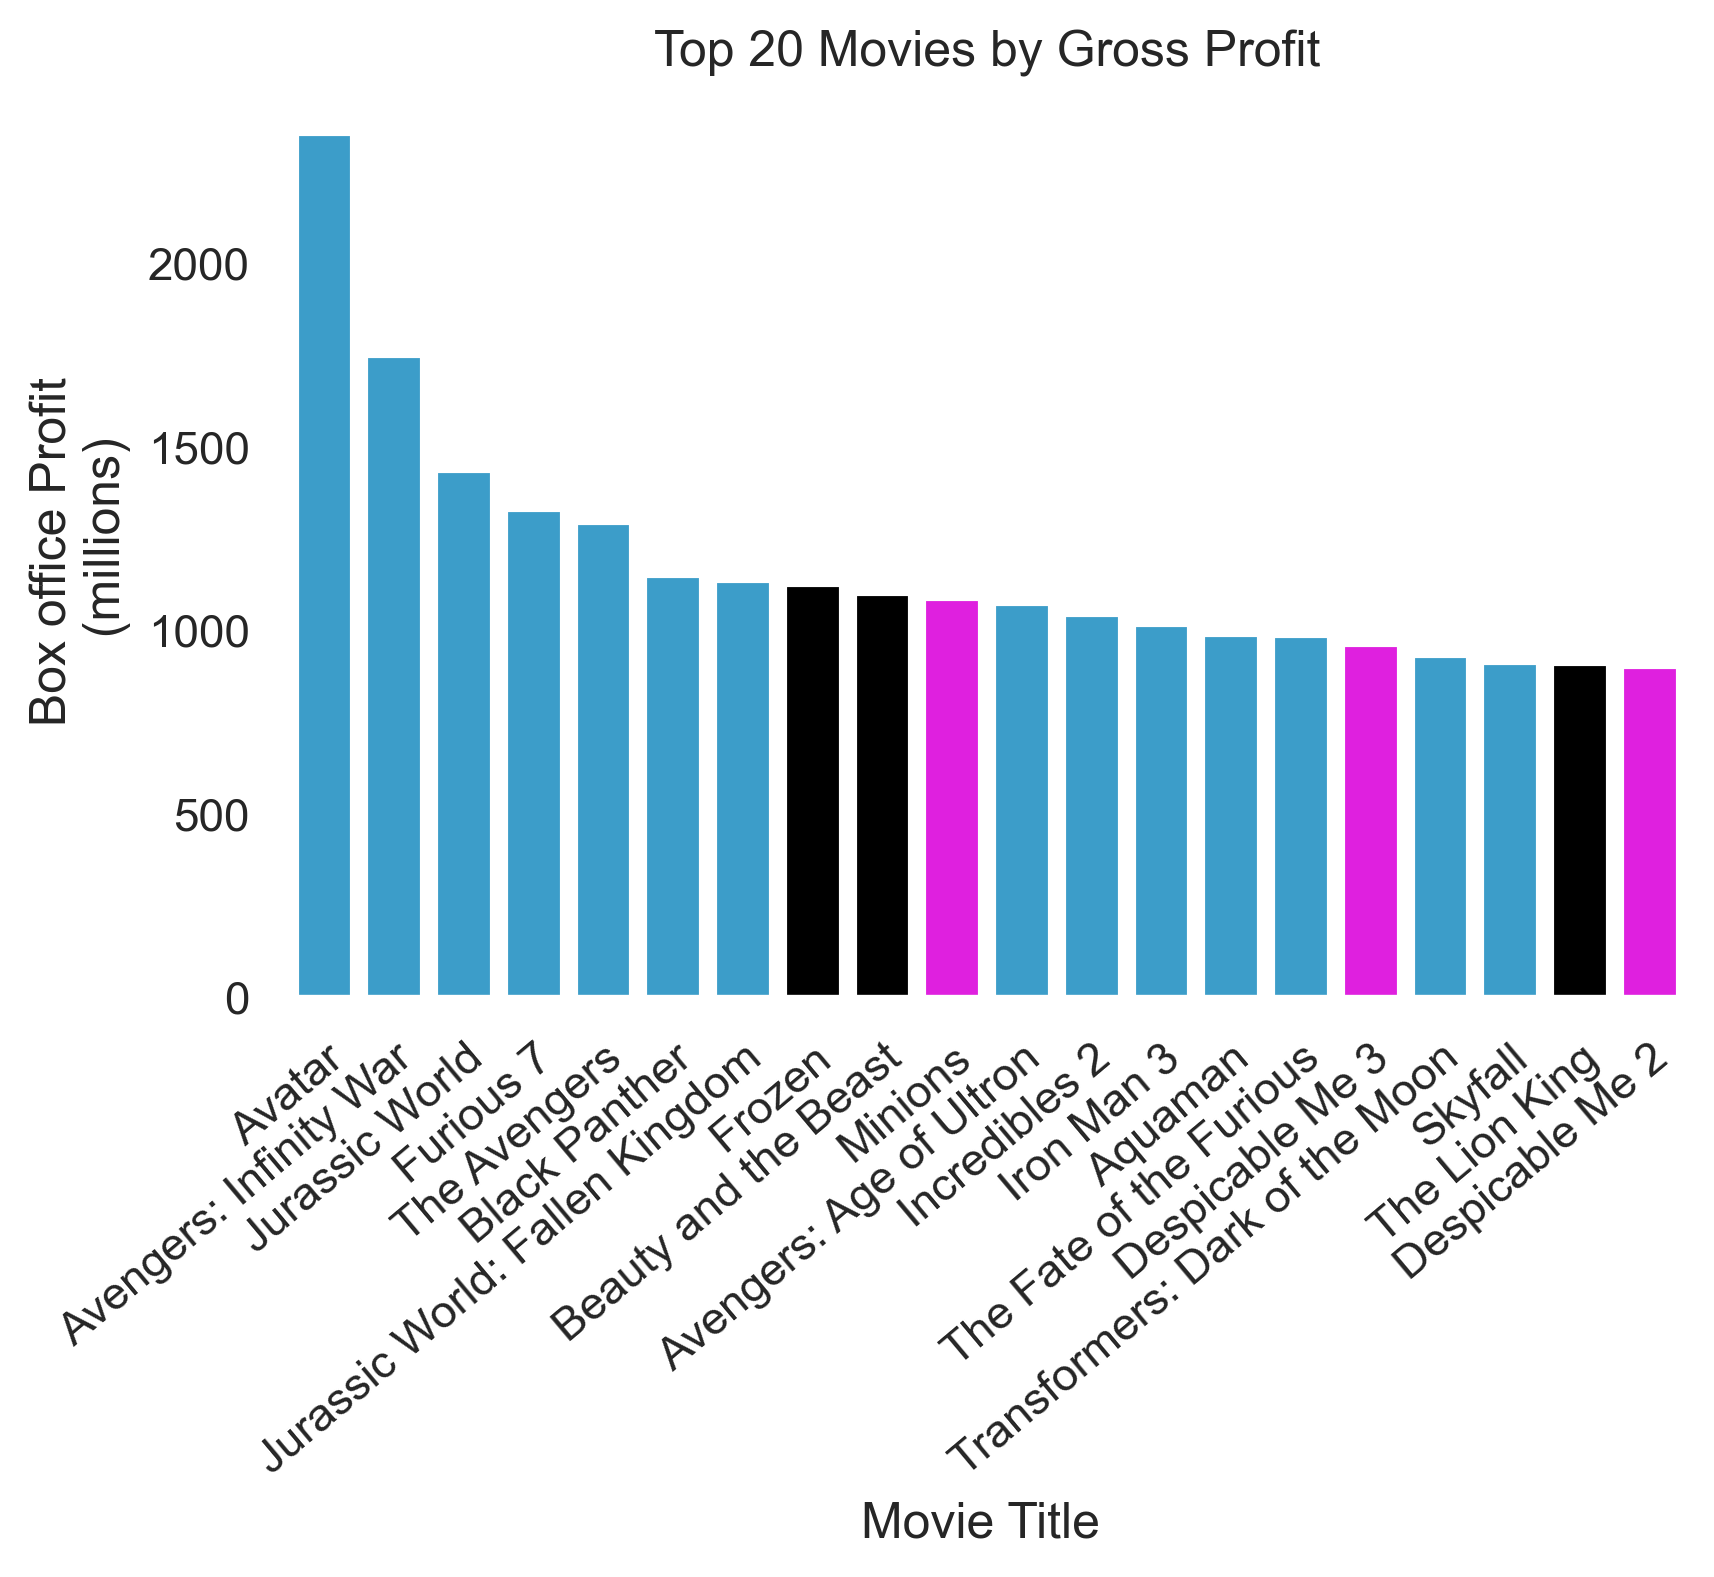 Top 20 Movies by Gross Profit
Box office Profit
(millions)
2000
1500
1000
500
0
Avatar
Avengers: Infinity War
Jurassic World
Furious 7
The Avengers
Black Panther
Jurassic World: Fallen Kingdom
Frozen
Beauty and the Beast
Minions
Avengers: Age of Ultron
Incredibles 2
Iron Man 3
Aquaman
The Fate of the Furious
Despicable Me 3
Transformers: Dark of the Moon
Skyfall
The Lion King
Despicable Me 2
Movie Title